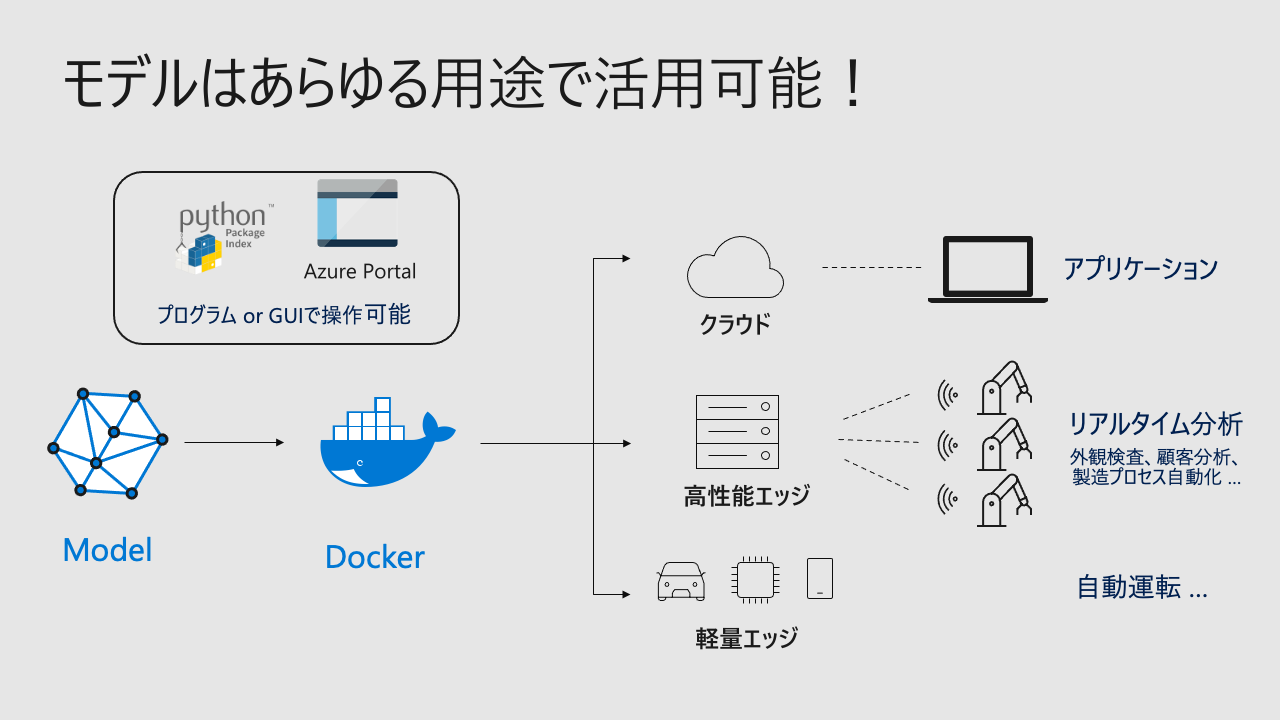 モデルはあらゆる用途で活用可能！
python™
Package
Index
Azure Portal
プログラム or GUIで操作可能
Model
Docker
クラウド
アプリケーション
高性能エッジ
リアルタイム分析
外観検査、顧客分析、
製造プロセス自動化 ...
軽量エッジ
自動運転 ...